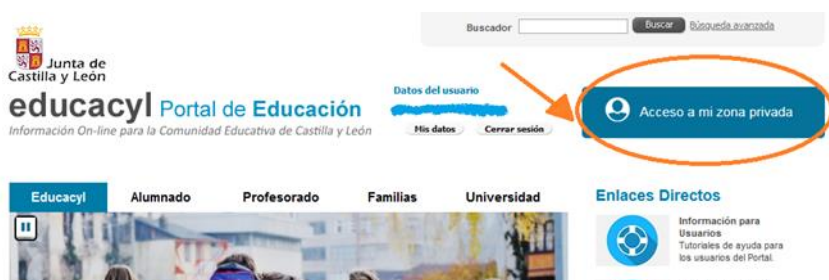 Buscador
Buscar
Búsqueda avanzada
Junta de
Castilla y León
educacyl Portal de Educación
Información On-line para la Comunidad Educativa de Castilla y León
Datos del usuario
Mis datos
Cerrar sesión
Acceso a mi zona privada
Educacyl
Alumnado
Profesorado
Familias
Universidad
Enlaces Directos
Información para
Usuarios
Tutoriales de ayuda para
los usuarios del Portal.